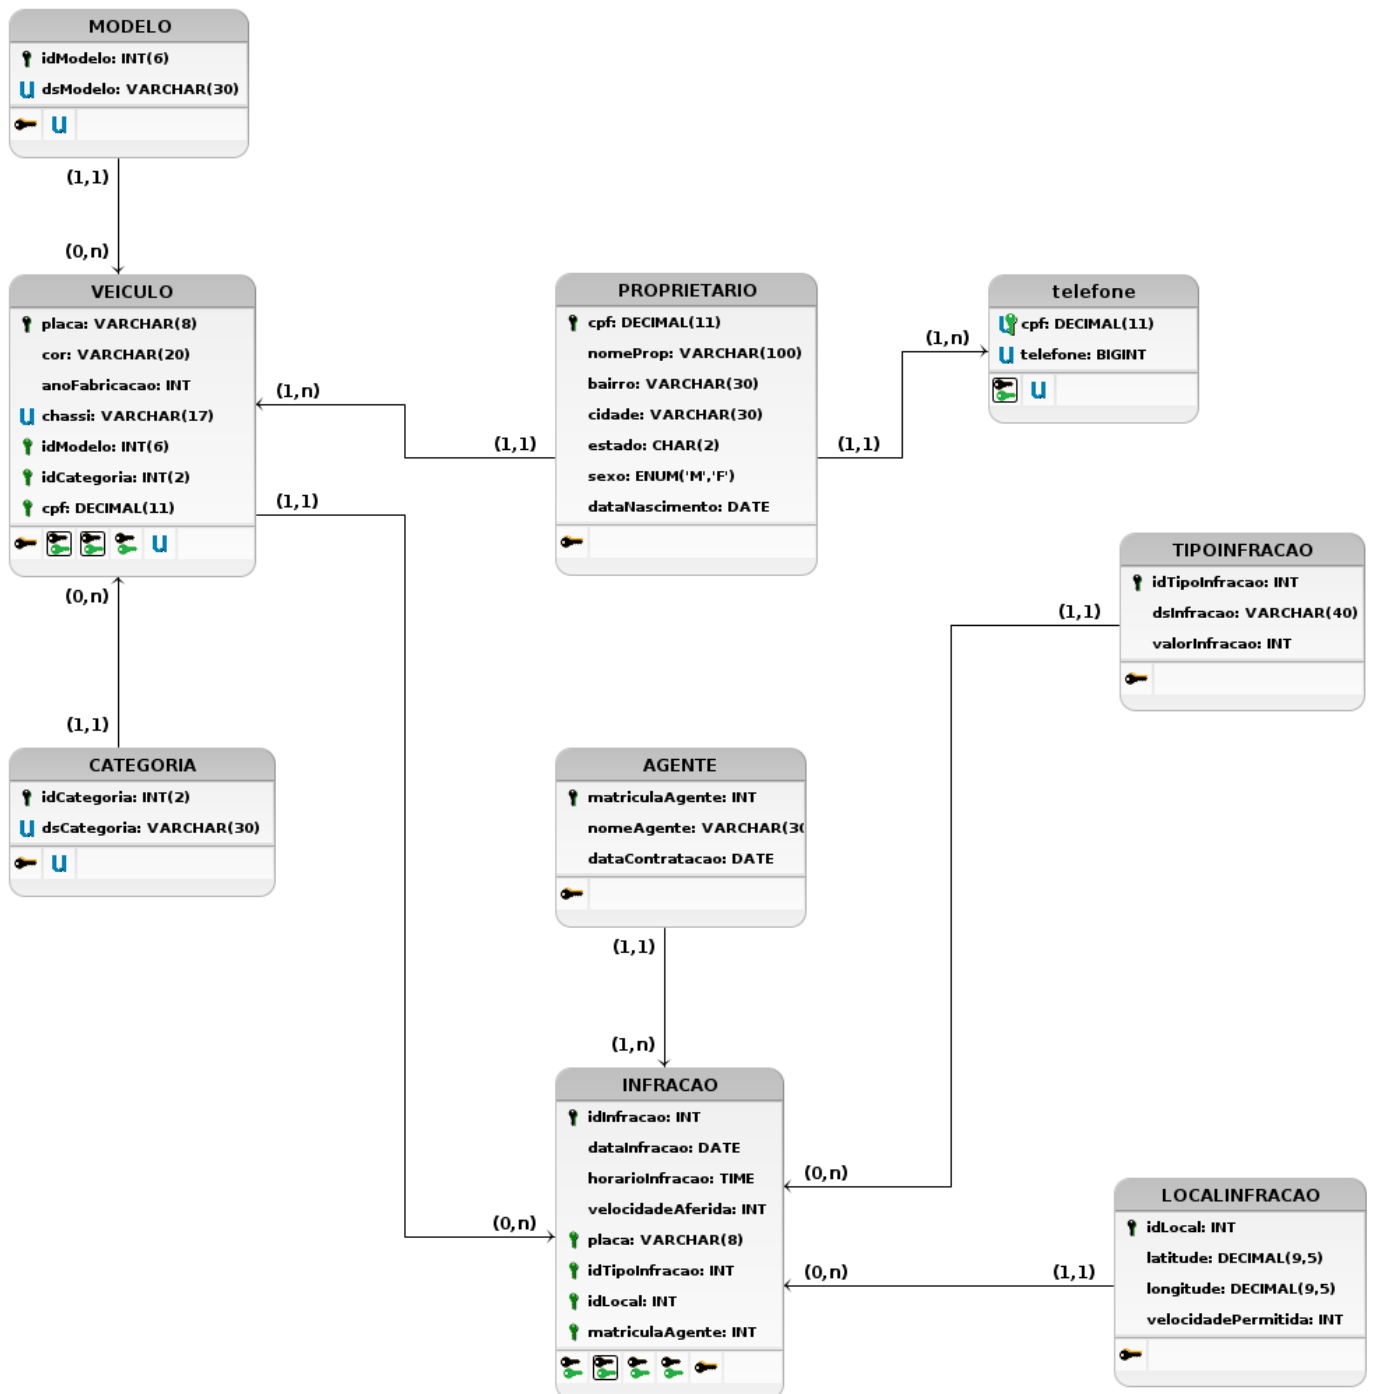 MODELO
idModelo: INT(6)
dsModelo: VARCHAR(30)
U
(1,1)
(0,n)
VEICULO
placa: VARCHAR(8)
cor: VARCHAR(20)
anoFabricacao: INT
U chassi: VARCHAR(17)
idModelo: INT(6)
idCategoria: INT(2)
cpf: DECIMAL(11)
U
(0,n)
(1,1)
CATEGORIA
idCategoria: INT(2)
U dsCategoria: VARCHAR(30)
U
(1,n)
(1,1)
PROPRIETARIO
cpf: DECIMAL(11)
nomeProp: VARCHAR(100)
bairro: VARCHAR(30)
cidade: VARCHAR(30)
estado: CHAR(2)
sexo: ENUM('M','F')
dataNascimento: DATE
(1,1)
(1,n)
telefone
U cpf: DECIMAL(11)
U telefone: BIGINT
U
(1,1)
(0,n)
TIPOINFRACAO
idTipoInfracao: INT
dsInfracao: VARCHAR(40)
valorInfracao: INT
(1,1)
(0,n)
AGENTE
matriculaAgente: INT
nomeAgente: VARCHAR(30
dataContratacao: DATE
(1,1)
(1,n)
INFRACAO
idInfracao: INT
dataInfracao: DATE
horarioInfracao: TIME
velocidadeAferida: INT
placa: VARCHAR(8)
idTipoInfracao: INT
idLocal: INT
matriculaAgente: INT
(0,n)
(1,1)
LOCALINFRACAO
idLocal: INT
latitude: DECIMAL(9,5)
longitude: DECIMAL(9,5)
velocidadePermitida: INT